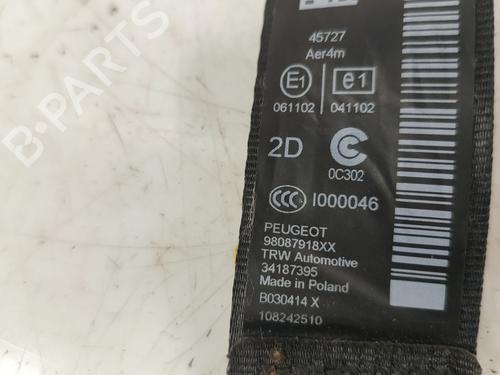 B-PARTS
45727
Aer4m
E1 e1
061102 041102
2D
0C302
CCC I000046
PEUGEOT
98087918XX
TRW Automotive
34187395
Made in Poland
B030414 X
108242510